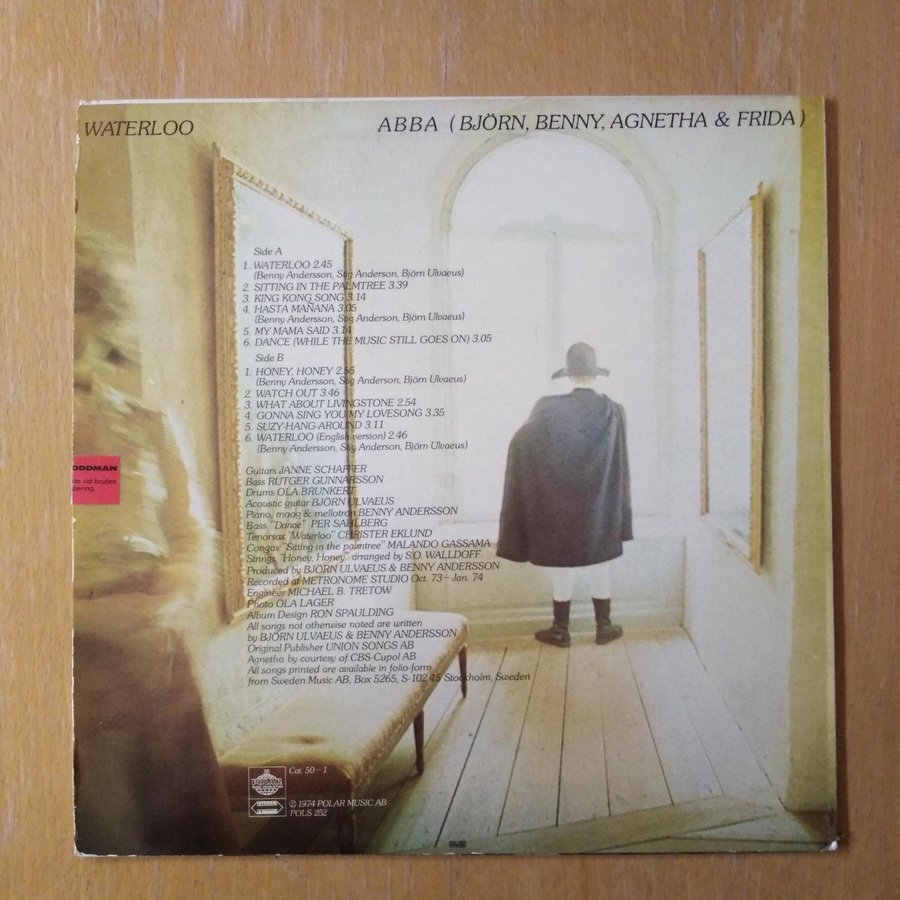 WATERLOO
ABBA (BJÖRN, BENNY, AGNETHA & FRIDA)
Side A
1. WATERLOO 2.45
(Benny Andersson, Stig Anderson, Björn Ulvaeus)
2. SITTING IN THE PALMTREE 3.39
3. KING KONG SONG 3.14
4. HASTA MAÑANA 3.05
(Benny Andersson, Stig Anderson, Björn Ulvaeus)
5. MY MAMA SAID 3.14
6. DANCE (WHILE THE MUSIC STILL GOES ON) 3.05
Side B
1. HONEY, HONEY 2.55
(Benny Andersson, Stig Anderson, Björn Ulvaeus)
2. WATCH OUT 3.46
3. WHAT ABOUT LIVINGSTONE 2.54
4. GONNA SING YOU MY LOVESONG 3.35
5. SUZY-HANG-AROUND 3.11
6. WATERLOO (English version) 2.46
(Benny Andersson, Stig Anderson, Björn Ulvaeus)
Guitars JANNE SCHAFFER
Bass RUTGER GUNNARSSON
Drums OLA BRUNKERT
Acoustic guitar BJÖRN ULVAEUS
Piano, moog & mellotron BENNY ANDERSSON
Bass "Dance" PER SAHLBERG
Tenorsax "Waterloo" CHRISTER EKLUND
Congas "Sitting in the palmtree" MALANDO GASSAMA
Strings "Honey, Honey" arranged by S.O. WALLDOFF
Produced by BJÖRN ULVAEUS & BENNY ANDERSSON
Recorded at METRONOME STUDIO Oct. 73—Jan. 74
Engineer MICHAEL B. TRETOW
Photo OLA LAGER
Album Design RON SPAULDING
All songs not otherwise noted are written
by BJÖRN ULVAEUS & BENNY ANDERSSON
Original Publisher UNION SONGS AB
Agnetha by courtesy of CBS-Cupol AB
All songs printed are available in folio-form
from Sweden Music AB, Box 5265, S-102 45 Stockholm, Sweden
ODDMAN
yte vid bruten
Cat. 50—1
STEREO
℗ 1974 POLAR MUSIC AB
POLS 252